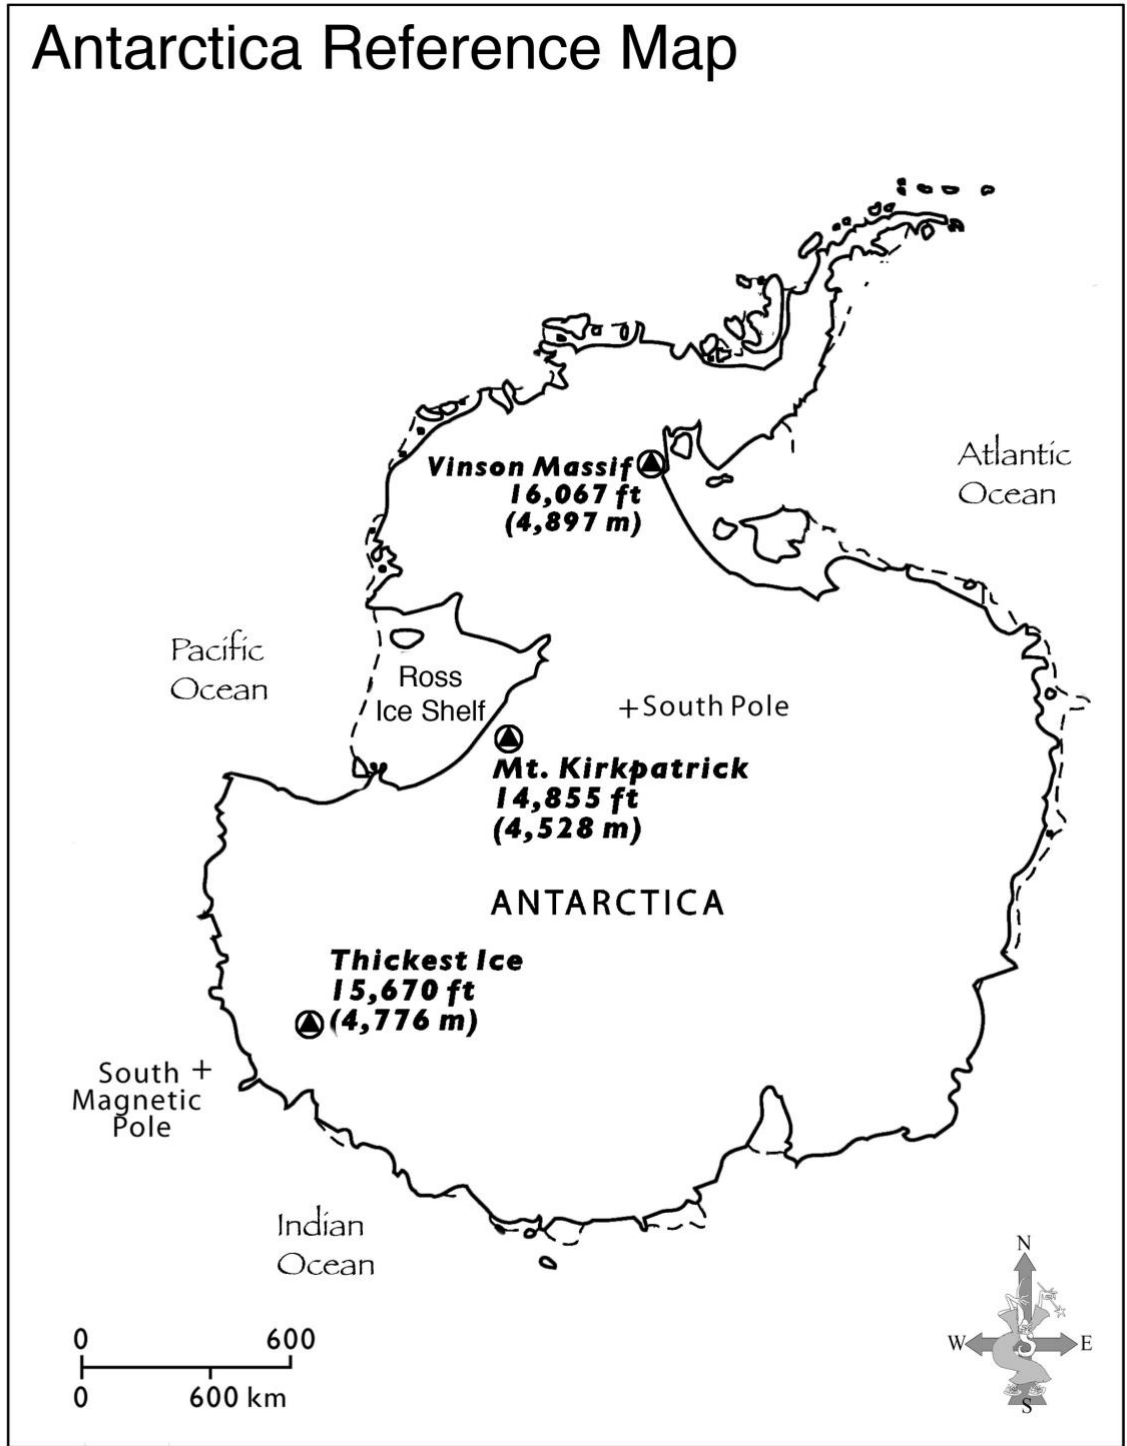 Antarctica Reference Map
Vinson Massif
16,067 ft
(4,897 m)
Atlantic
Ocean
Pacific
Ocean
Ross
Ice Shelf
+South Pole
Mt. Kirkpatrick
14,855 ft
(4,528 m)
ANTARCTICA
Thickest Ice
15,670 ft
(4,776 m)
South +
Magnetic
Pole
Indian
Ocean
N
W S E
S
0 600
0 600 km